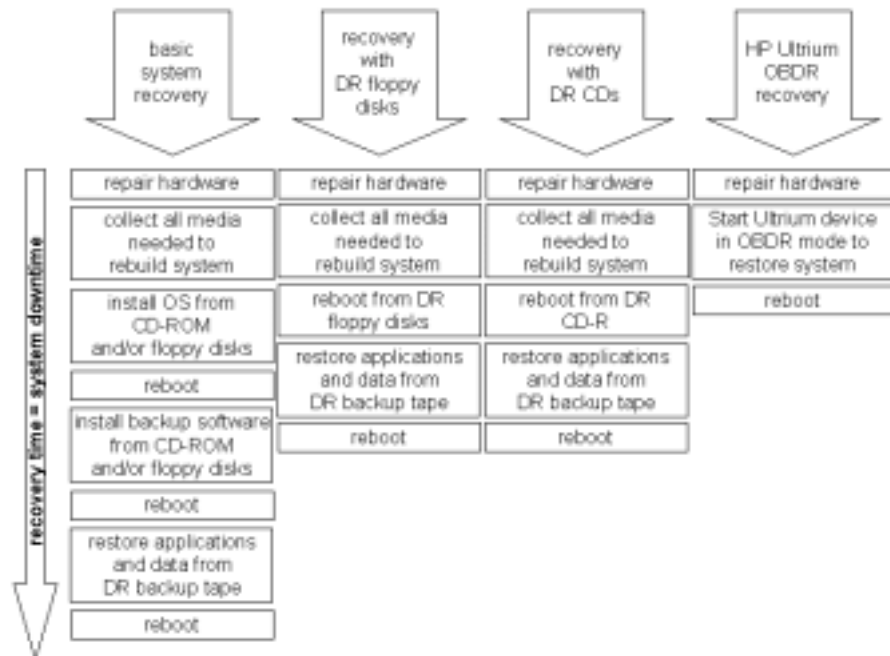 basic
system
recovery
recovery
with
DR floppy
disks
recovery
with
DR CDs
HP Ultrium
OBDR
recovery
recovery time = system downtime
repair hardware
collect all media
needed to
rebuild system
install OS from
CD-ROM
and/or floppy disks
reboot
install backup software
from CD-ROM
and/or floppy disks
reboot
restore applications
and data from
DR backup tape
reboot
repair hardware
collect all media
needed to
rebuild system
reboot from DR
floppy disks
restore applications
and data from
DR backup tape
reboot
repair hardware
collect all media
needed to
rebuild system
reboot from DR
CD-R
restore applications
and data from
DR backup tape
reboot
repair hardware
Start Ultrium device
in OBDR mode to
restore system
reboot